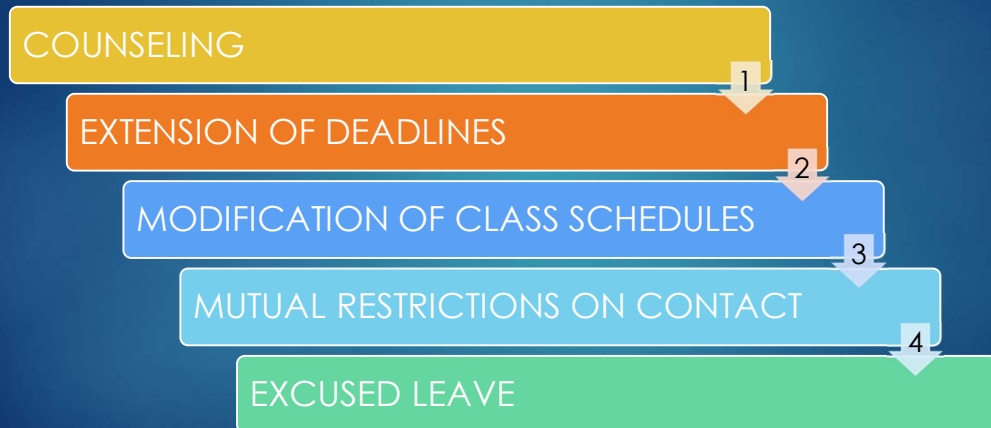 COUNSELING
1
EXTENSION OF DEADLINES
2
MODIFICATION OF CLASS SCHEDULES
3
MUTUAL RESTRICTIONS ON CONTACT
4
EXCUSED LEAVE